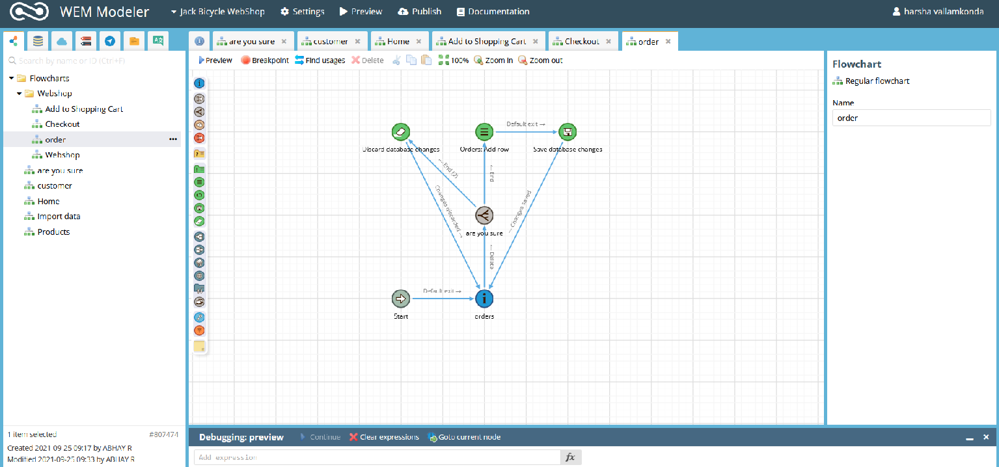 WEM Modeler
Jack Bicycle WebShop
Settings
Preview
Publish
Documentation
harsha vallamkonda
are you sure
customer
Home
Add to Shopping Cart
Checkout
order
Search by name or ID (Ctrl+F)
Preview
Breakpoint
Find usages
Delete
100%
Zoom in
Zoom out
Flowcharts
Webshop
Add to Shopping Cart
Checkout
order
Webshop
are you sure
customer
Home
Import data
Products
Discard database changes
Orders: Add row
Default exit →
Save database changes
← End (2)
← End
Changes discarded →
← Changes saved
are you sure
← Delete
Default exit →
Start
orders
Flowchart
Regular flowchart
Name
order
1 item selected
#807474
Created 2021-09-25 09:17 by ABHAY R
Modified 2021-09-25 09:33 by ABHAY R
Debugging: preview
Continue
Clear expressions
Goto current node
Add expression
fx